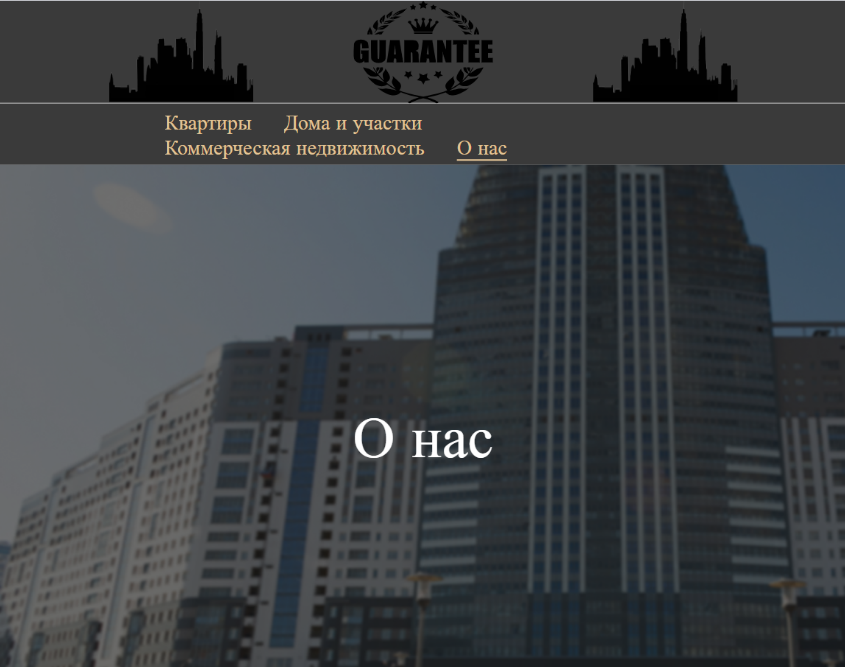 GUARANTEE
Квартиры Дома и участки
Коммерческая недвижимость О нас
О нас